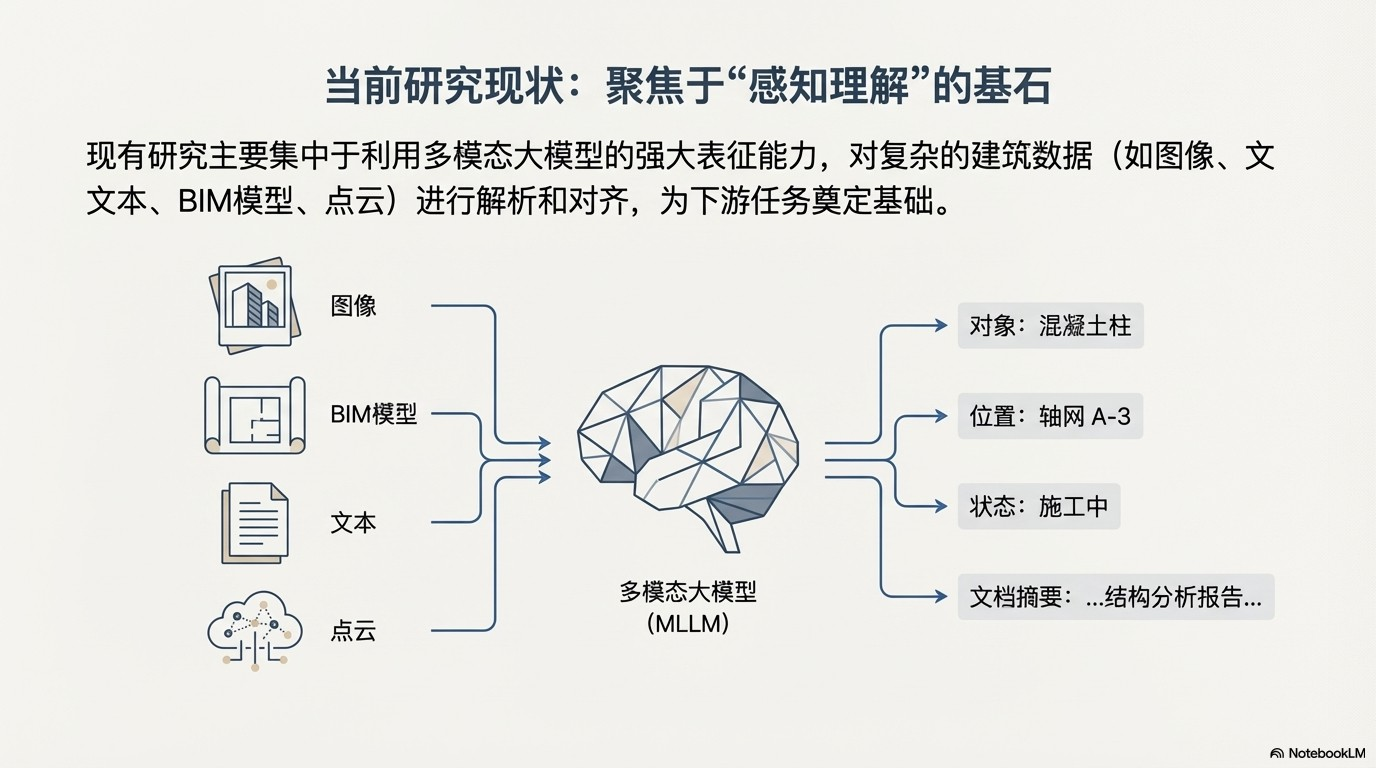 当前研究现状：聚焦于“感知理解”的基石
现有研究主要集中于利用多模态大模型的强大表征能力，对复杂的建筑数据（如图像、文
文本、BIM模型、点云）进行解析和对齐，为下游任务奠定基础。
图像
BIM模型
文本
点云
多模态大模型
（MLLM）
对象：混凝土柱
位置：轴网 A-3
状态：施工中
文档摘要：...结构分析报告...
NotebookLM